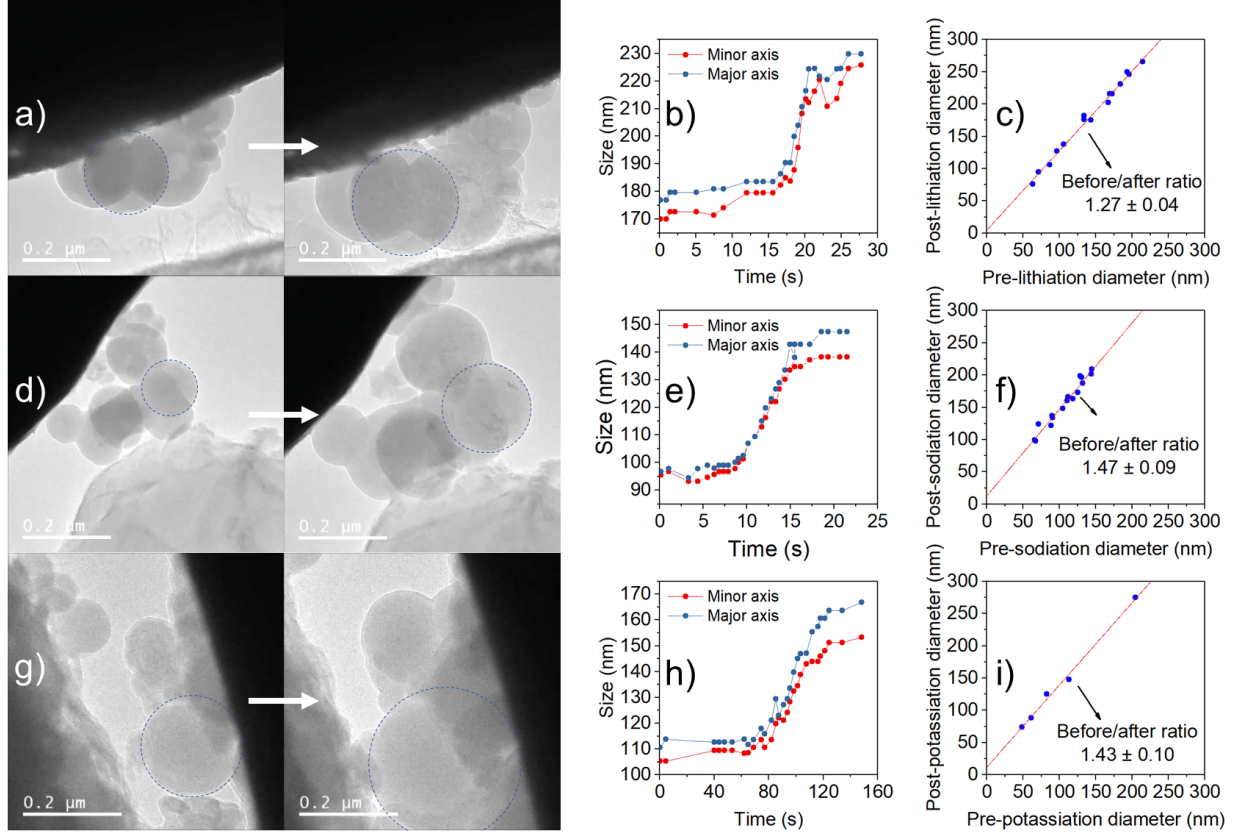 a)
0.2 µm
0.2 µm
b)
Minor axis
Major axis
230
220
210
200
190
180
170
Size (nm)
0 5 10 15 20 25 30
Time (s)
c)
300
250
200
150
100
50
0
Post-lithiation diameter (nm)
Before/after ratio
1.27 ± 0.04
0 50 100 150 200 250 300
Pre-lithiation diameter (nm)
d)
0.2 µm
0.2 µm
e)
Minor axis
Major axis
150
140
130
120
110
100
90
Size (nm)
0 5 10 15 20 25
Time (s)
f)
300
250
200
150
100
50
0
Post-sodiation diameter (nm)
Before/after ratio
1.47 ± 0.09
0 50 100 150 200 250 300
Pre-sodiation diameter (nm)
g)
0.2 µm
0.2 µm
h)
Minor axis
Major axis
170
160
150
140
130
120
110
100
Size (nm)
0 40 80 120 160
Time (s)
i)
300
250
200
150
100
50
0
Post-potassiation diameter (nm)
Before/after ratio
1.43 ± 0.10
0 50 100 150 200 250 300
Pre-potassiation diameter (nm)